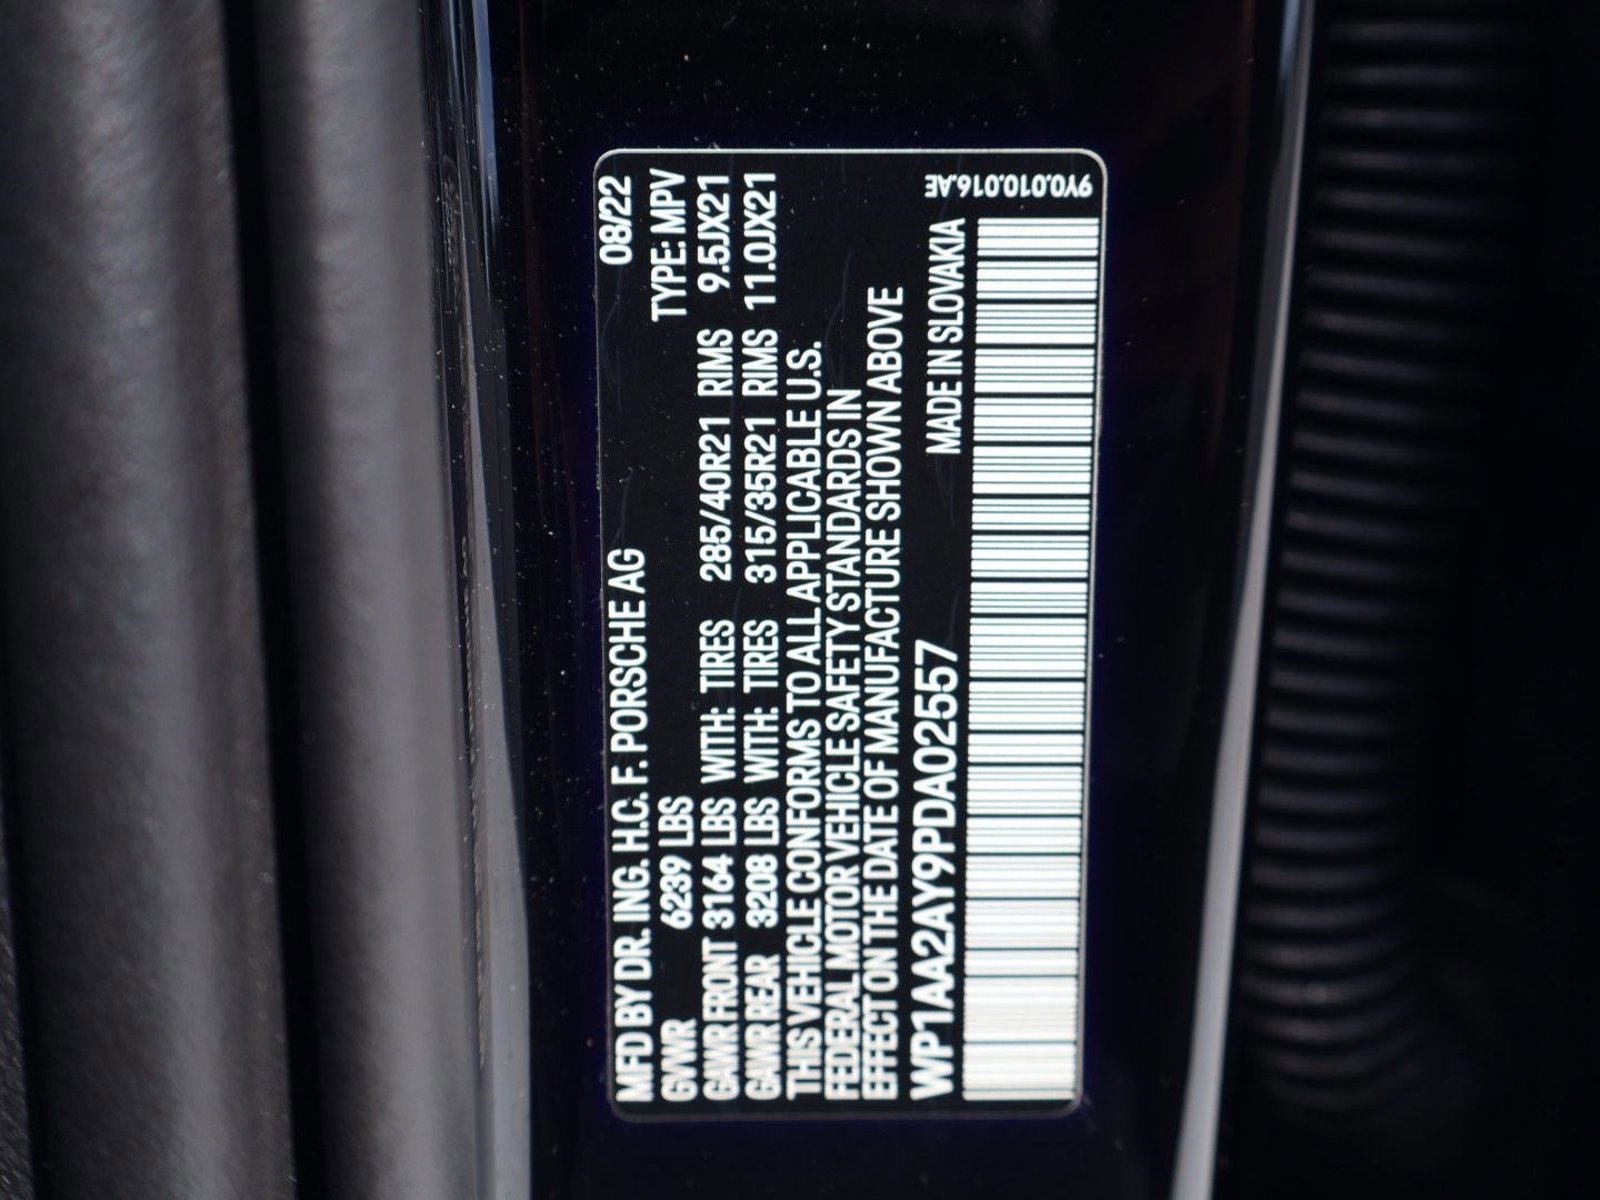 MFD BY DR. ING. H.C. F. PORSCHE AG 08/22
GVWR 6239 LBS TYPE: MPV
GAWR FRONT 3164 LBS WITH: TIRES 285/40R21 RIMS 9.5JX21
GAWR REAR 3208 LBS WITH: TIRES 315/35R21 RIMS 11.0JX21
THIS VEHICLE CONFORMS TO ALL APPLICABLE U.S.
FEDERAL MOTOR VEHICLE SAFETY STANDARDS IN
EFFECT ON THE DATE OF MANUFACTURE SHOWN ABOVE
WP1AA2AY9PDA02557 MADE IN SLOVAKIA
9Y0.010.016.AE